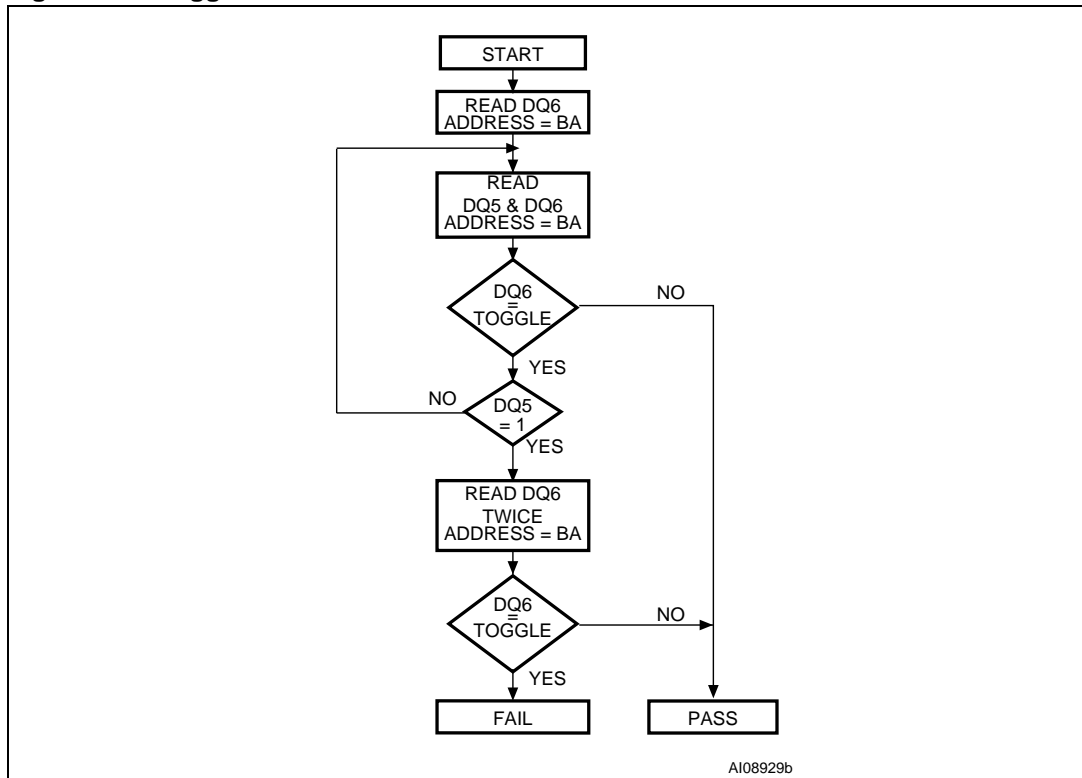 START
READ DQ6
ADDRESS = BA
READ
DQ5 & DQ6
ADDRESS = BA
DQ6
=
TOGGLE
NO
YES
NO
DQ5
= 1
YES
READ DQ6
TWICE
ADDRESS = BA
DQ6
=
TOGGLE
NO
YES
FAIL
PASS
AI08929b